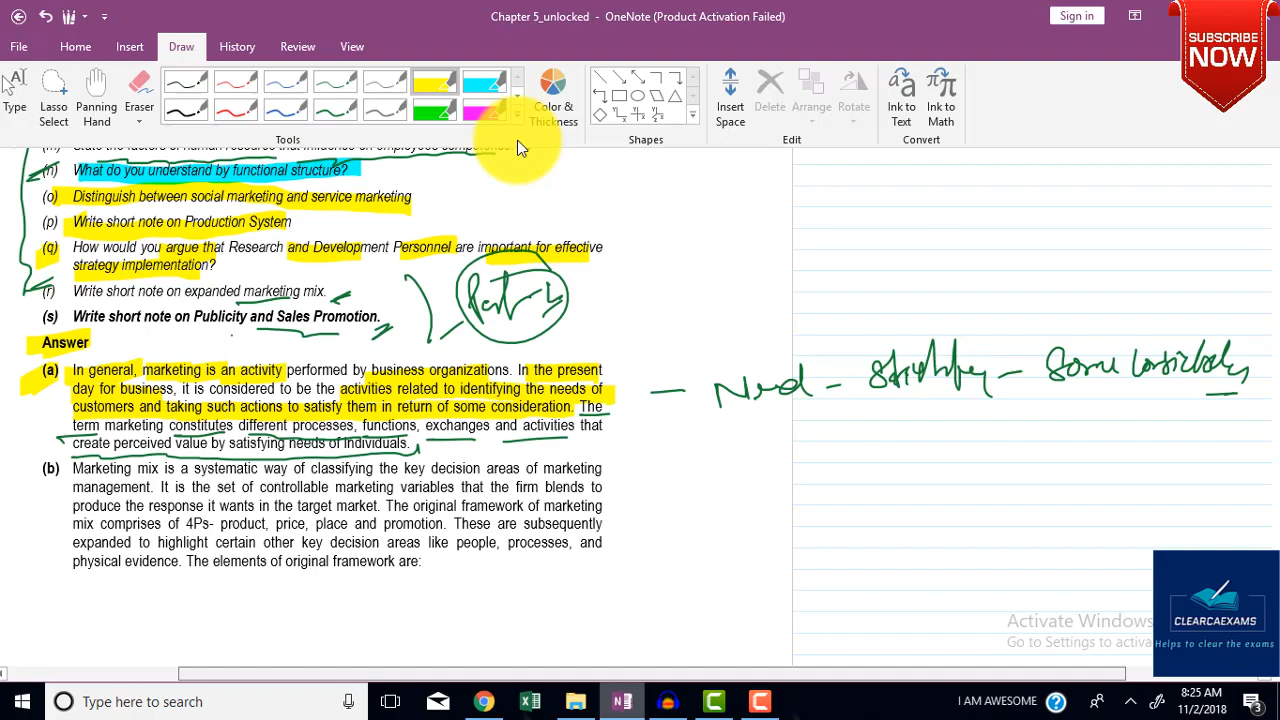 Chapter 5_unlocked - OneNote (Product Activation Failed)
Sign in
SUBSCRIBE
NOW
File Home Insert Draw History Review View
Type
Lasso
Select
Panning
Hand
Eraser
Color &
Thickness
Insert
Space
Delete
Arrange
Rotate
Ink to
Text
Ink to
Math
Tools
Shapes
Edit
Convert
(m) State the factors of human resource that influence on employees competence.
(n) What do you understand by functional structure?
(o) Distinguish between social marketing and service marketing
(p) Write short note on Production System
(q) How would you argue that Research and Development Personnel are important for effective
strategy implementation?
(r) Write short note on expanded marketing mix.
(s) Write short note on Publicity and Sales Promotion.
Answer
(a) In general, marketing is an activity performed by business organizations. In the present
day for business, it is considered to be the activities related to identifying the needs of
customers and taking such actions to satisfy them in return of some consideration. The
term marketing constitutes different processes, functions, exchanges and activities that
create perceived value by satisfying needs of individuals.
- Need - - Some
(b) Marketing mix is a systematic way of classifying the key decision areas of marketing
management. It is the set of controllable marketing variables that the firm blends to
produce the response it wants in the target market. The original framework of marketing
mix comprises of 4Ps- product, price, place and promotion. These are subsequently
expanded to highlight certain other key decision areas like people, processes, and
physical evidence. The elements of original framework are:
CLEARCAEXAMS
Helps to clear the exams
Activate Windows
Go to Settings to activa
Type here to search
I AM AWESOME
8:25 AM
11/2/2018
3